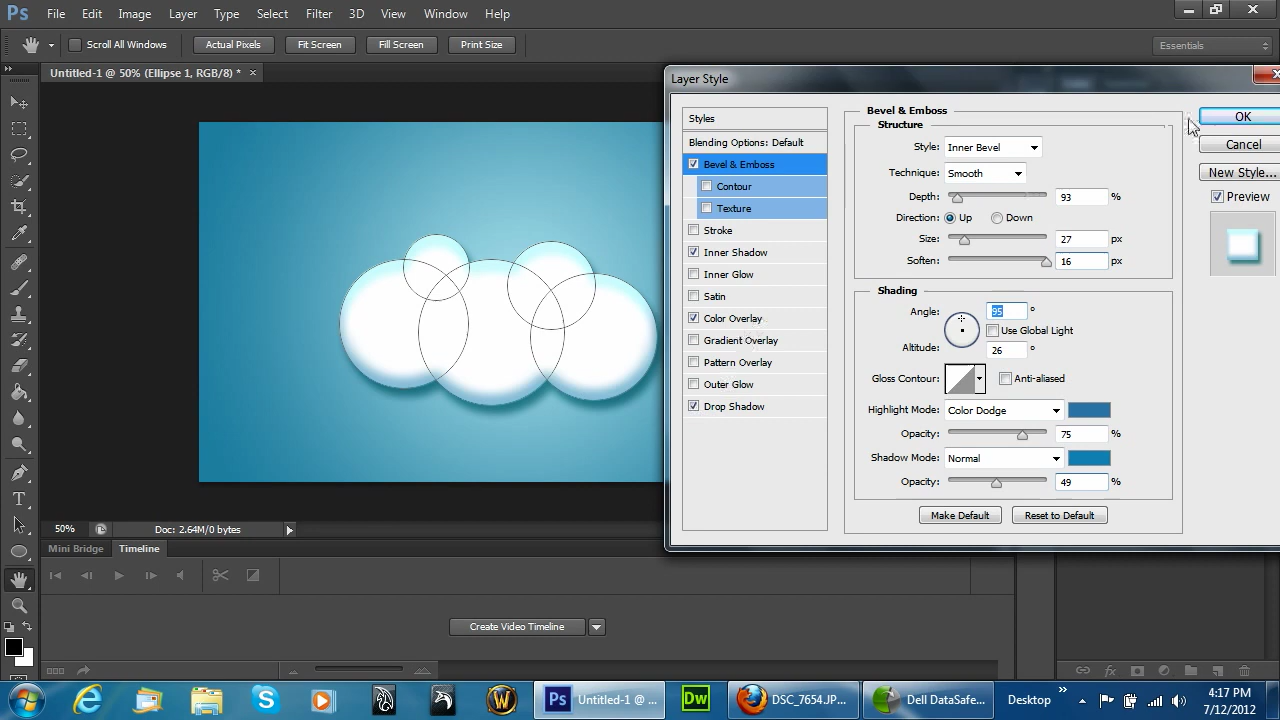 Ps File Edit Image Layer Type Select Filter 3D View Window Help
Scroll All Windows Actual Pixels Fit Screen Fill Screen Print Size Essentials
Untitled-1 @ 50% (Ellipse 1, RGB/8) * ×
Layer Style
Styles
Blending Options: Default
Bevel & Emboss
Contour
Texture
Stroke
Inner Shadow
Inner Glow
Satin
Color Overlay
Gradient Overlay
Pattern Overlay
Outer Glow
Drop Shadow
Bevel & Emboss
Structure
Style: Inner Bevel
Technique: Smooth
Depth: 93 %
Direction: Up Down
Size: 27 px
Soften: 16 px
Shading
Angle: 95 °
Use Global Light
Altitude: 26 °
Gloss Contour: Anti-aliased
Highlight Mode: Color Dodge
Opacity: 75 %
Shadow Mode: Normal
Opacity: 49 %
Make Default Reset to Default
OK
Cancel
New Style...
Preview
50% Doc: 2.64M/0 bytes
Mini Bridge Timeline
Create Video Timeline
T
fx
Ps Untitled-1 @ ... Dw DSC_7654.JP... Dell DataSafe... Desktop »
4:17 PM
7/12/2012